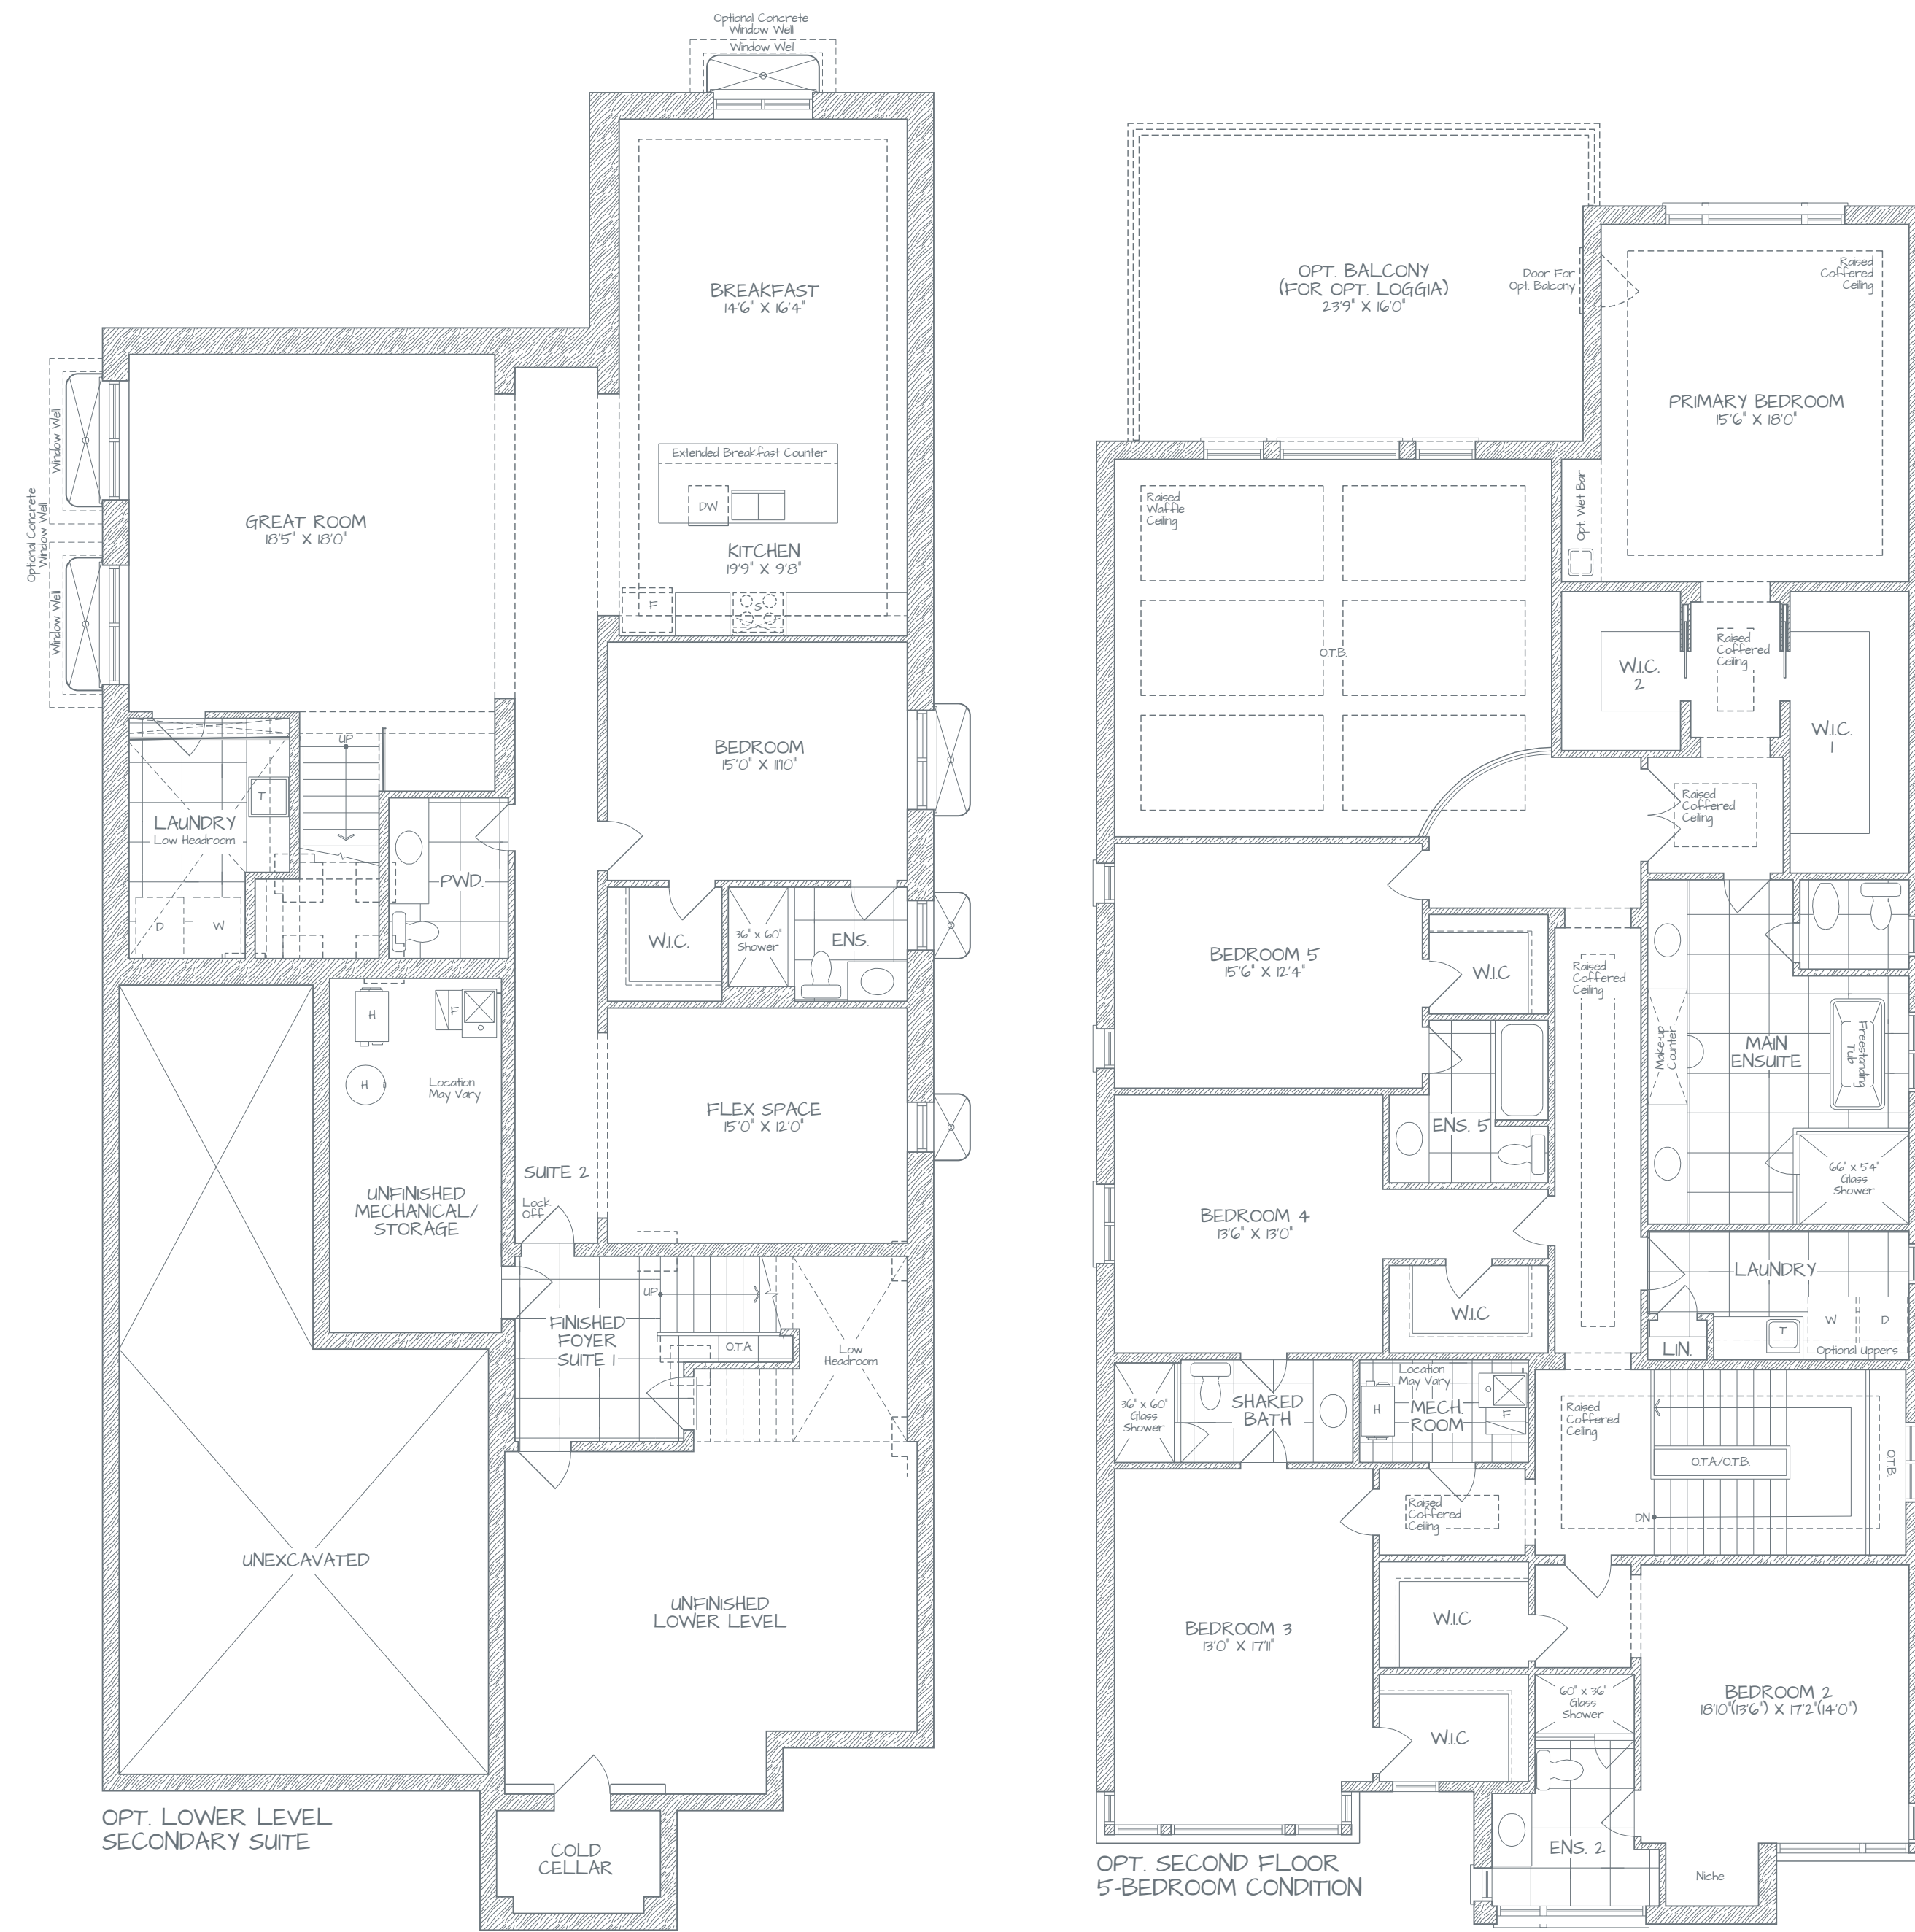 Optional Concrete
Window Well
Window Well
BREAKFAST
14'6" X 16'4"
Window Well
Optional Concrete
Window Well
Window Well
GREAT ROOM
18'5" X 18'0"
Extended Breakfast Counter
DW
KITCHEN
19'9" X 9'8"
F
S
UP
T
LAUNDRY
Low Headroom
D
W
PWD.
BEDROOM
15'0" X 11'10"
W.I.C.
36" x 60"
Shower
ENS.
H
F
H
Location
May Vary
FLEX SPACE
15'0" X 12'0"
SUITE 2
Lock
Off
UNFINISHED
MECHANICAL/
STORAGE
UP
FINISHED
FOYER
SUITE 1
O.T.A.
Low
Headroom
UNEXCAVATED
UNFINISHED
LOWER LEVEL
COLD
CELLAR
OPT. LOWER LEVEL
SECONDARY SUITE
OPT. BALCONY
(FOR OPT. LOGGIA)
23'9" X 16'0"
Door For
Opt. Balcony
Raised
Coffered
Ceiling
PRIMARY BEDROOM
15'6" X 18'0"
Opt. Wet Bar
Raised
Waffle
Ceiling
O.T.B.
W.I.C.
2
Raised
Coffered
Ceiling
W.I.C.
1
Raised
Coffered
Ceiling
BEDROOM 5
15'6" X 12'4"
W.I.C
Raised
Coffered
Ceiling
Make-up
Counter
MAIN
ENSUITE
Freestanding
Tub
ENS. 5
66" x 54"
Glass
Shower
BEDROOM 4
13'6" X 13'0"
W.I.C
LAUNDRY
W
D
T
LIN.
Optional Uppers
36" x 60"
Glass
Shower
SHARED
BATH
Location
May Vary
H
MECH.
ROOM
F
Raised
Coffered
Ceiling
O.T.A/O.T.B.
O.T.B.
DN
Raised
Coffered
Ceiling
W.I.C
BEDROOM 3
13'0" X 17'11"
W.I.C
60" x 36"
Glass
Shower
BEDROOM 2
18'10"(13'6") X 17'2"(14'0")
ENS. 2
Niche
OPT. SECOND FLOOR
5-BEDROOM CONDITION